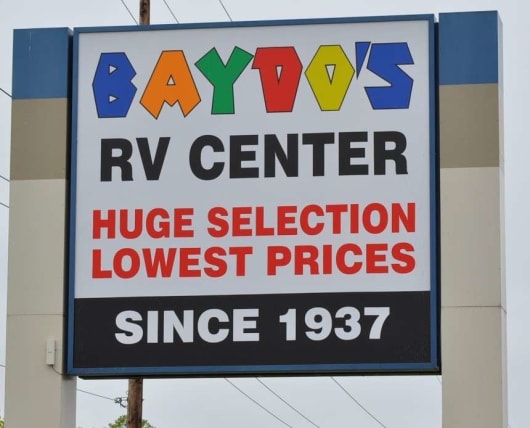 BAYDO'S
RV CENTER
HUGE SELECTION
LOWEST PRICES
SINCE 1937